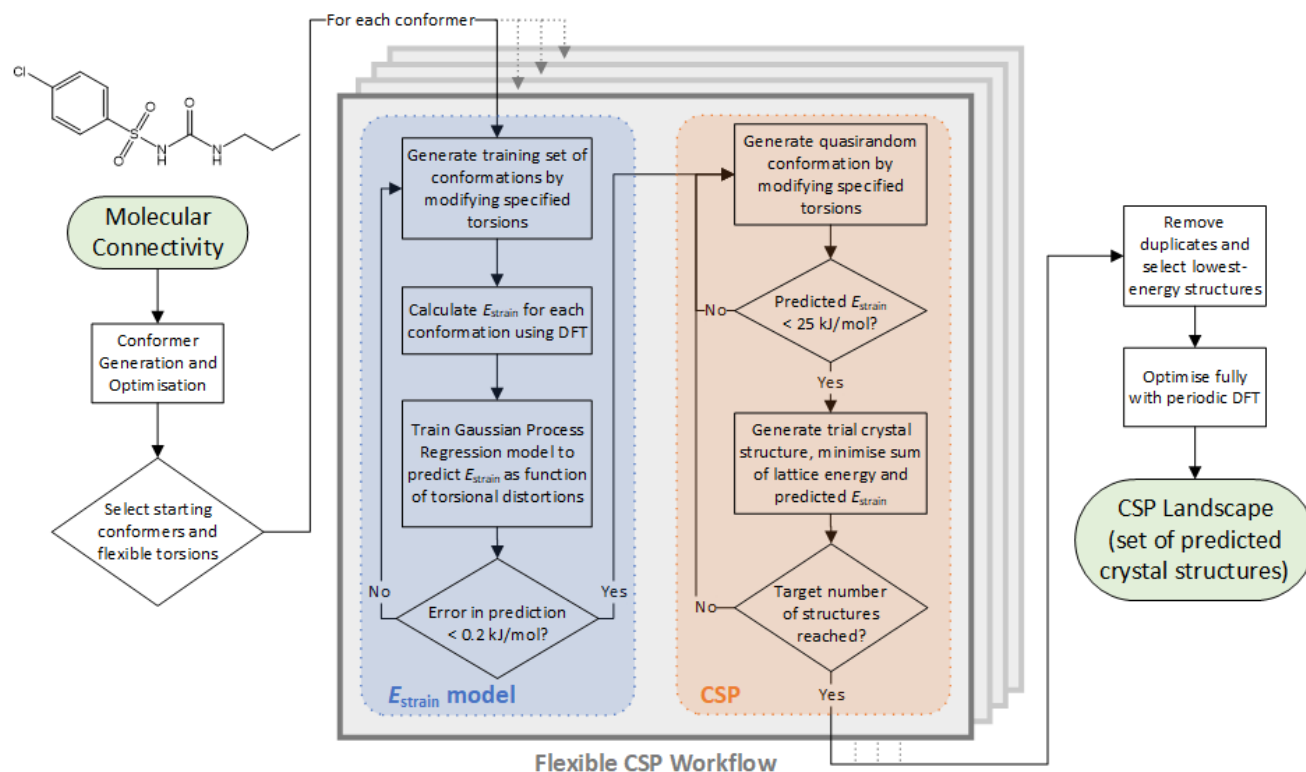 For each conformer
Cl
O
O
S
O
N
H
N
H
Molecular
Connectivity
Conformer
Generation and
Optimisation
Select starting
conformers and
flexible torsions
Generate training set of
conformations by
modifying specified
torsions
Calculate Estrain for each
conformation using DFT
Train Gaussian Process
Regression model to
predict Estrain as function
of torsional distortions
No
Error in prediction
< 0.2 kJ/mol?
Yes
Estrain model
Generate quasirandom
conformation by
modifying specified
torsions
No
Predicted Estrain
< 25 kJ/mol?
Yes
Generate trial crystal
structure, minimise sum
of lattice energy and
predicted Estrain
No
Target number
of structures
reached?
Yes
CSP
Flexible CSP Workflow
Remove
duplicates and
select lowest-
energy structures
Optimise fully
with periodic DFT
CSP Landscape
(set of predicted
crystal structures)